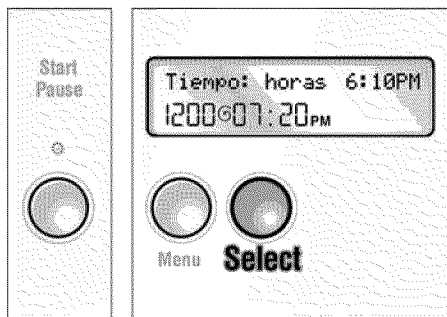 Start
Pause
Tiempo: horas 6:10PM
1200 07:20PM
Menu
Select